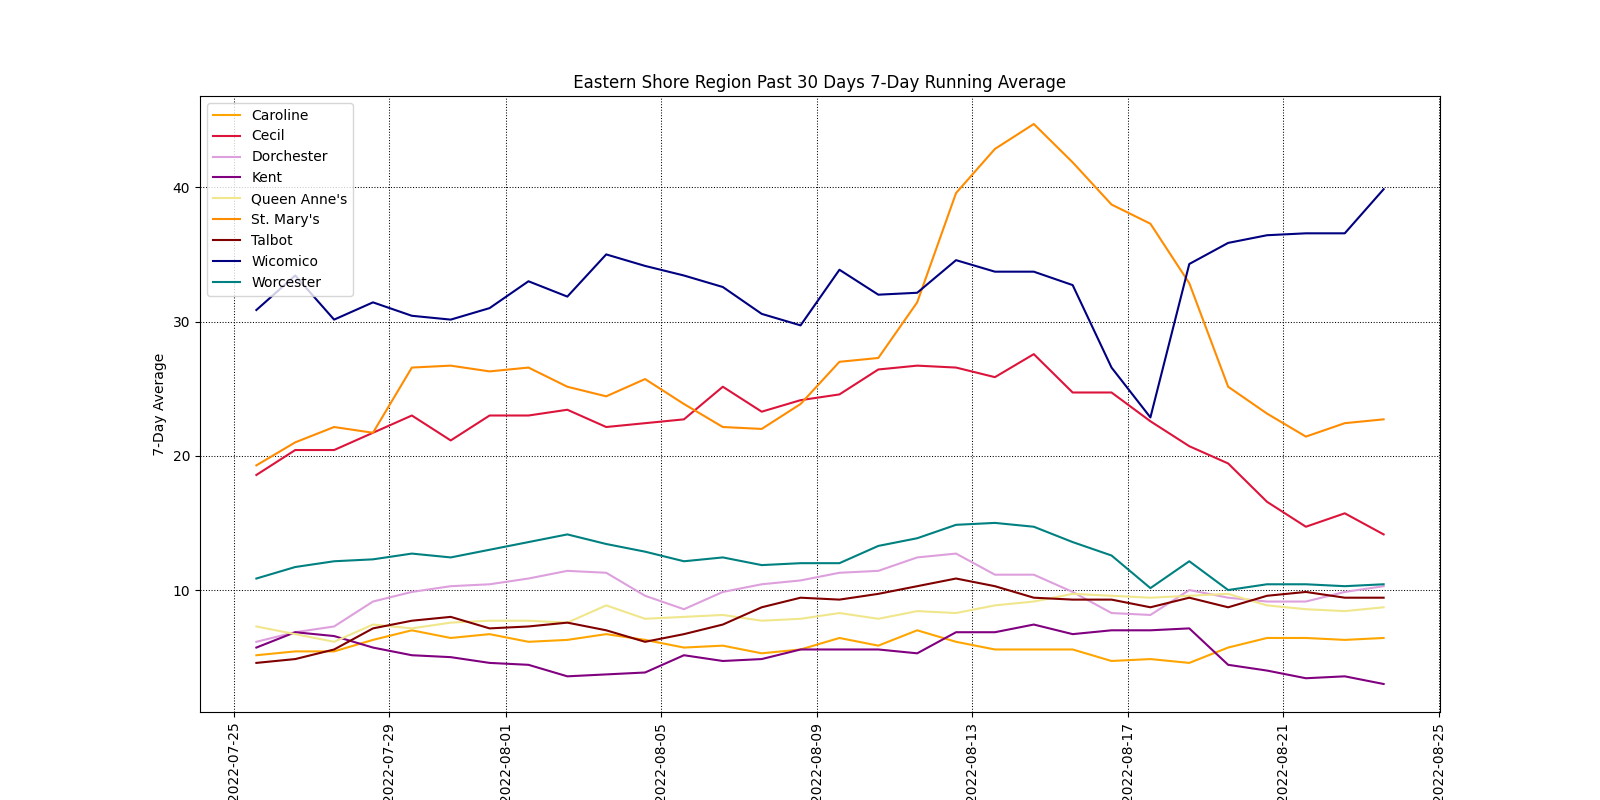 Eastern Shore Region Past 30 Days 7-Day Running Average
Caroline
Cecil
Dorchester
Kent
Queen Anne's
St. Mary's
Talbot
Wicomico
Worcester
7-Day Average
40
30
20
10
2022-07-25
2022-07-29
2022-08-01
2022-08-05
2022-08-09
2022-08-13
2022-08-17
2022-08-21
2022-08-25